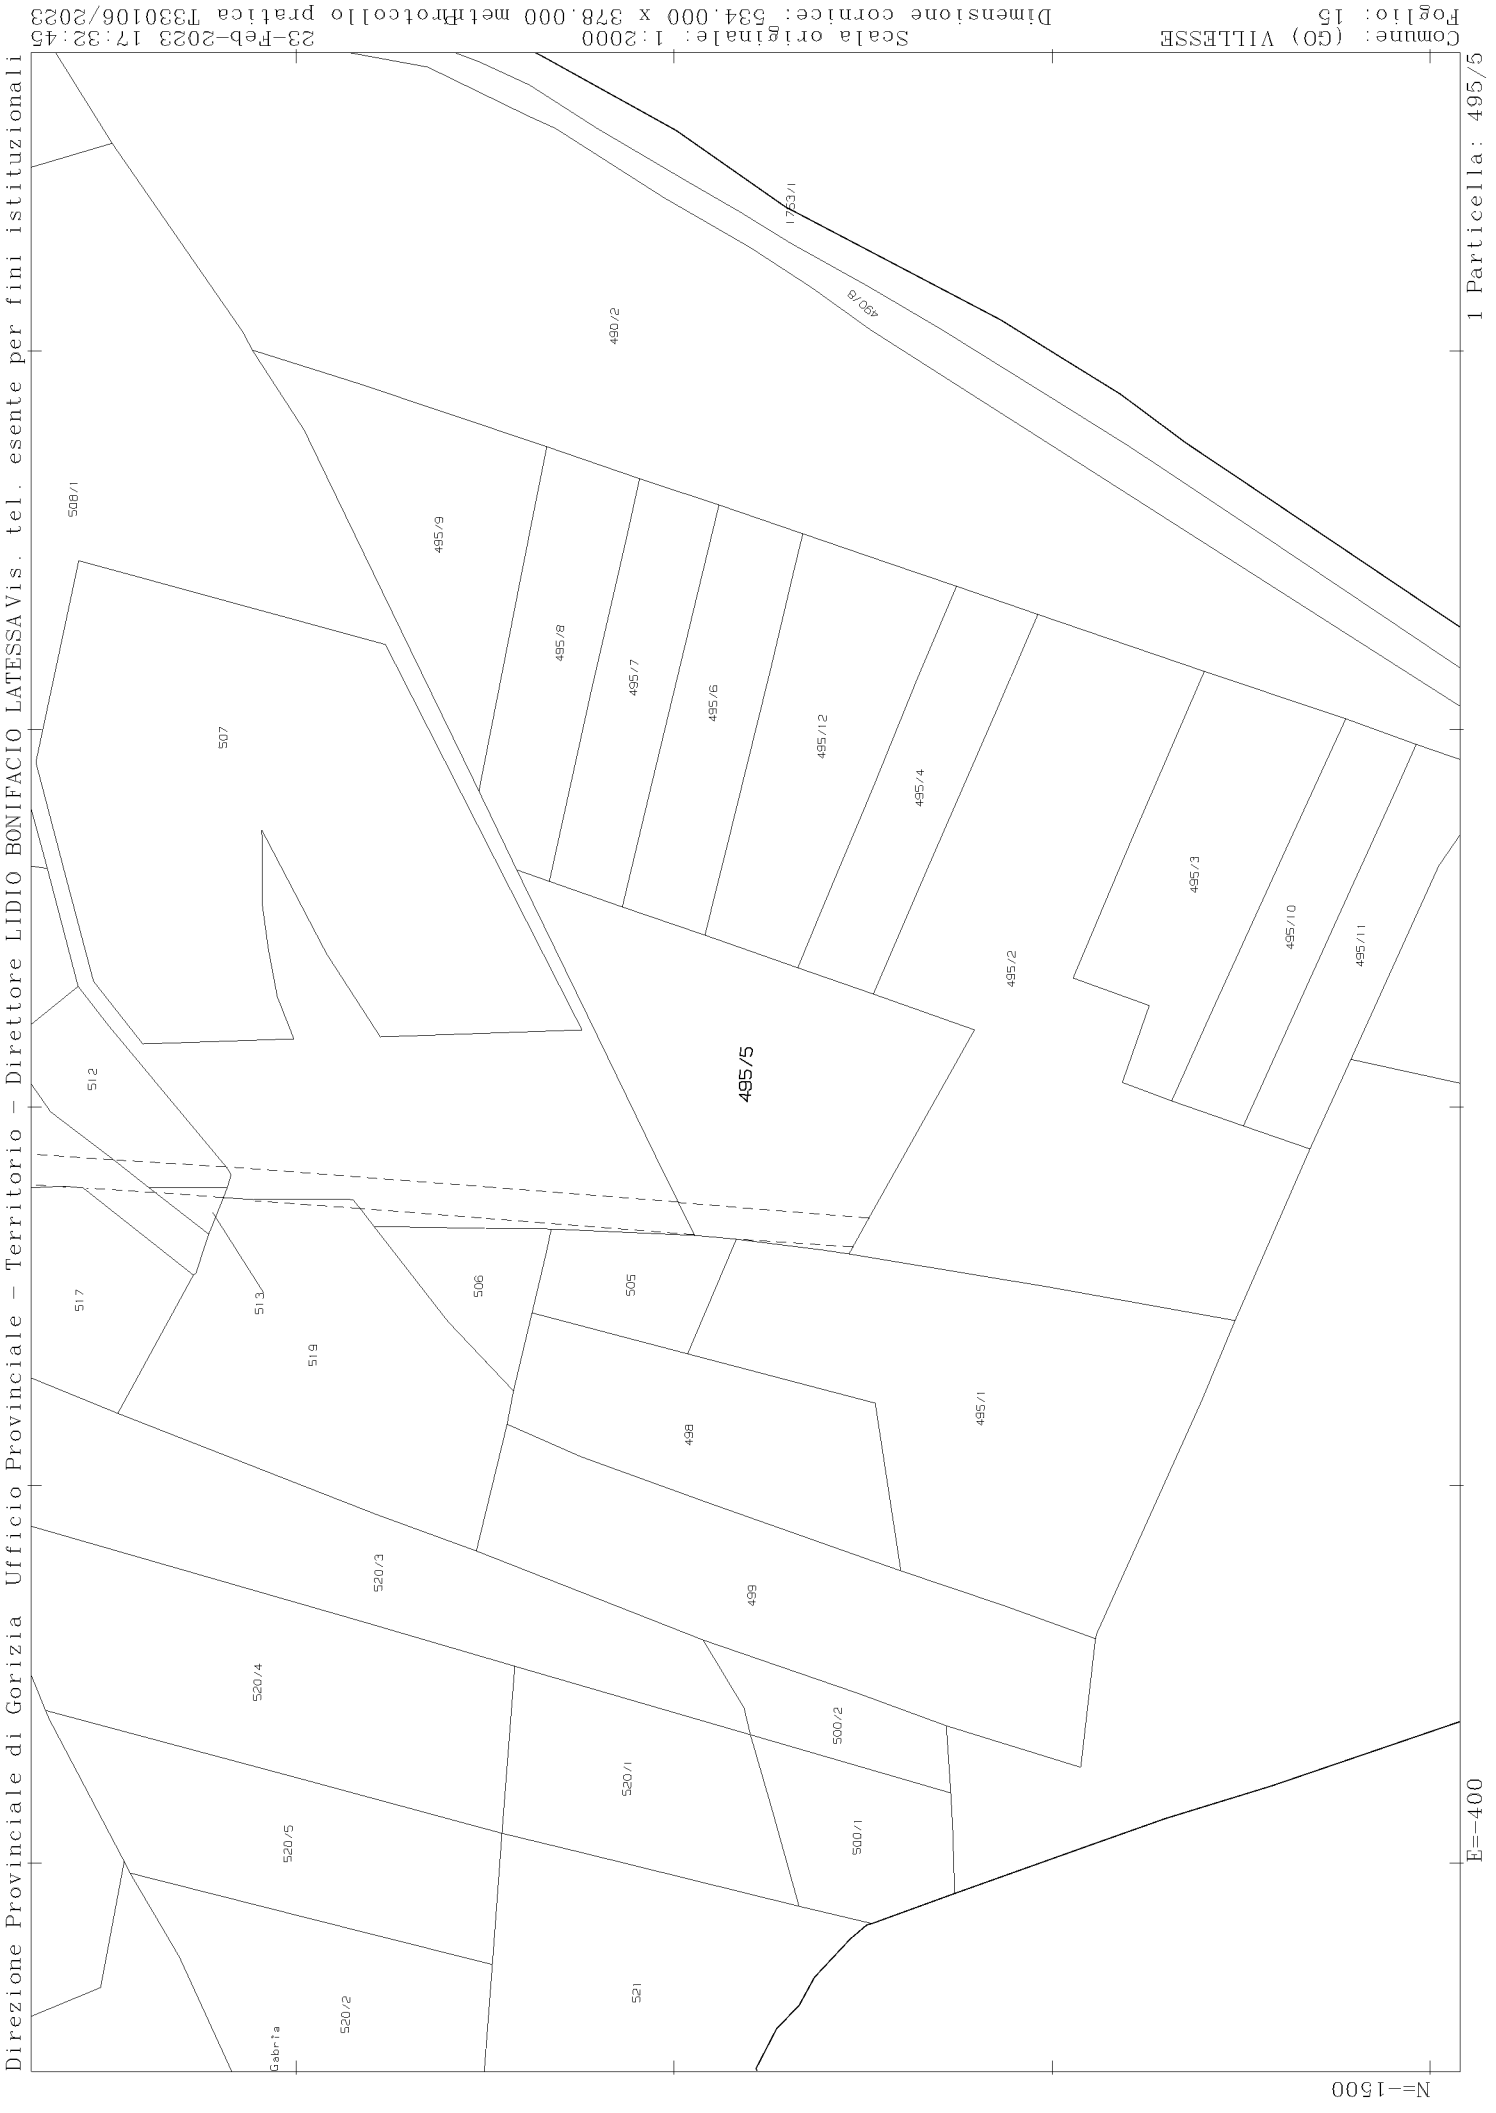 Direzione Provinciale di Gorizia Ufficio Provinciale - Territorio - Direttore LIDIO BONIFACIO LATESSA Vis. tel. esente per fini istituzionali
23-Feb-2023 17:32:45
pratica T330106/2023
Scala originale: 1:2000
Dimensione cornice: 534.000 x 378.000 metri
Protocollo
Comune: (GO) VILLESSE
Foglio: 15
1 Particella: 495/5
E=-400
N=-1500
1753/1
490/8
490/2
508/1
495/9
495/8
495/7
495/6
495/12
495/4
507
495/3
495/10
495/11
495/2
495/5
512
517
513
519
506
505
498
495/1
499
520/3
520/4
500/2
520/1
500/1
520/5
520/2
521
Gabria